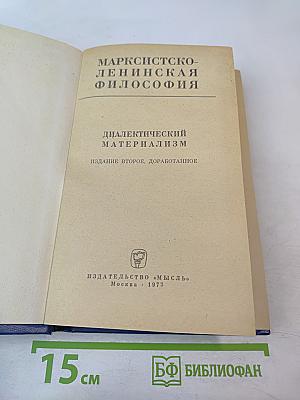 МАРКСИСТСКО-
ЛЕНИНСКАЯ
ФИЛОСОФИЯ
ДИАЛЕКТИЧЕСКИЙ
МАТЕРИАЛИЗМ
ИЗДАНИЕ ВТОРОЕ, ДОРАБОТАННОЕ
ИЗДАТЕЛЬСТВО «МЫСЛЬ»
Москва · 1973
15 см
БФ БИБЛИОФАН